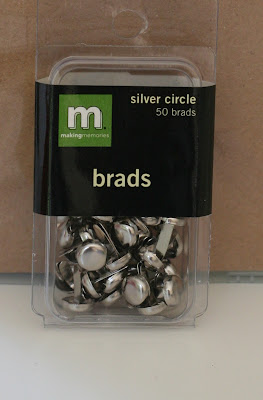 m
makingmemories
silver circle
50 brads
brads